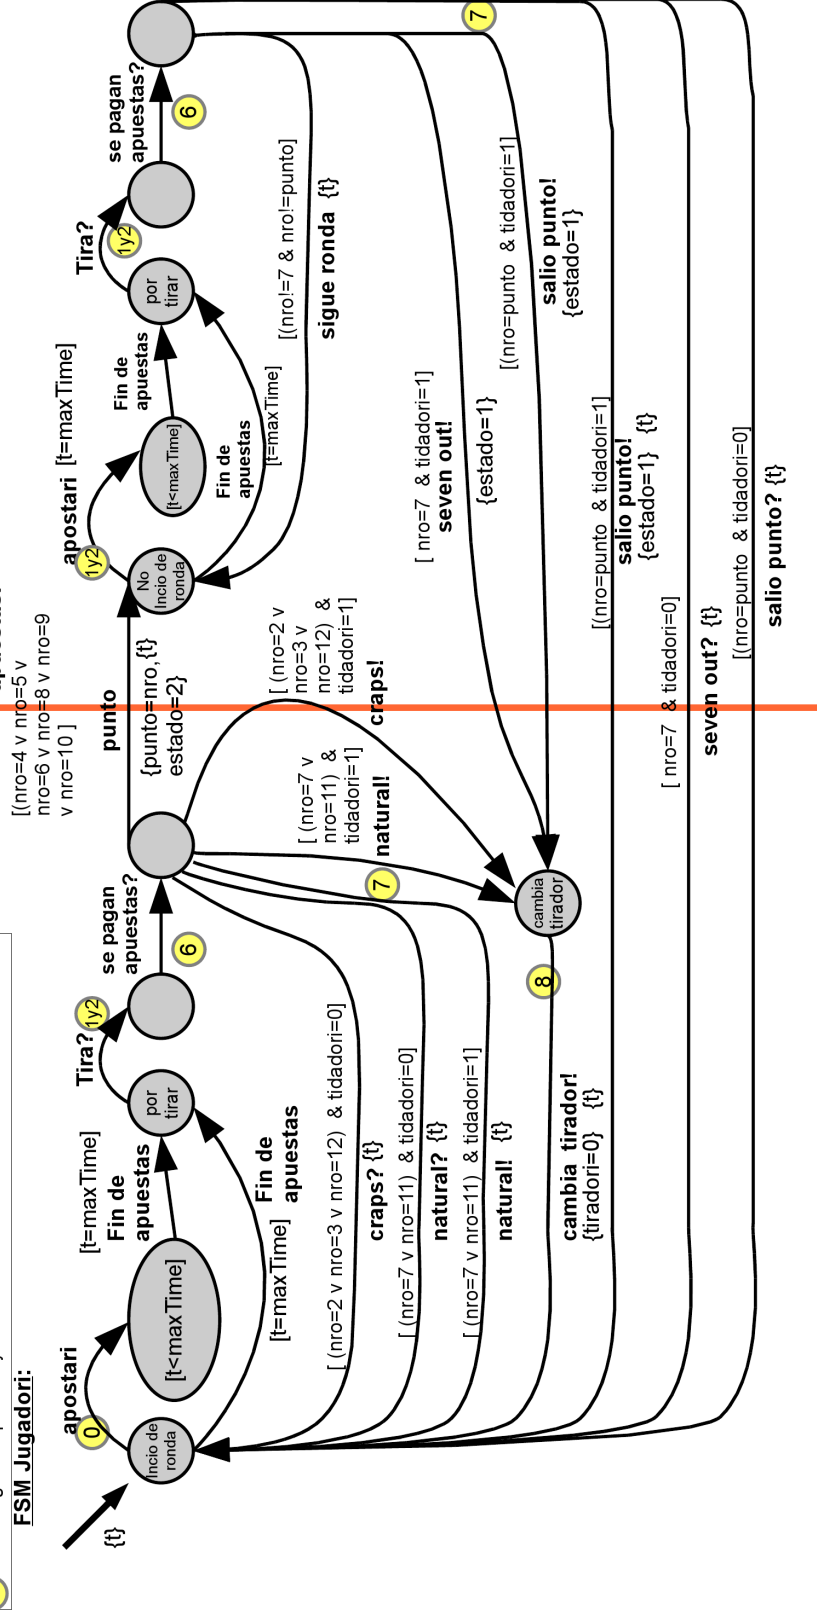 FSM Jugadori:
{t}
Incio de
ronda
0
apostari
[t<maxTime]
[t=maxTime]
Fin de
apuestas
[t=maxTime]
Fin de
apuestas
por
tirar
Tira?
1y2
se pagan
apuestas?
6
[ (nro=2 v nro=3 v nro=12) & tidadori=0]
craps? {t}
[ (nro=7 v nro=11) & tidadori=0]
natural? {t}
[ (nro=7 v nro=11) & tidadori=1]
natural! {t}
7
8
cambia tirador!
{tiradori=0} {t}
cambia
tirador
[ (nro=7 v
nro=11) &
tidadori=1]
natural!
[ (nro=2 v
nro=3 v
nro=12) &
tidadori=1]
craps!
[(nro=4 v nro=5 v
nro=6 v nro=8 v nro=9
v nro=10 ]
punto
{punto=nro,{t}
estado=2}
No
Incio de
ronda
1y2
apostari [t=maxTime]
[t<maxTime]
Fin de
apuestas
Fin de
apuestas
[t=maxTime]
por
tirar
Tira?
1y2
se pagan
apuestas?
6
[(nro!=7 & nro!=punto]
sigue ronda {t}
7
[ nro=7 & tidadori=1]
seven out!
{estado=1}
[(nro=punto & tidadori=1]
salio punto!
{estado=1}
[(nro=punto & tidadori=1]
salio punto!
{estado=1} {t}
[ nro=7 & tidadori=0]
seven out? {t}
[(nro=punto & tidadori=0]
salio punto? {t}